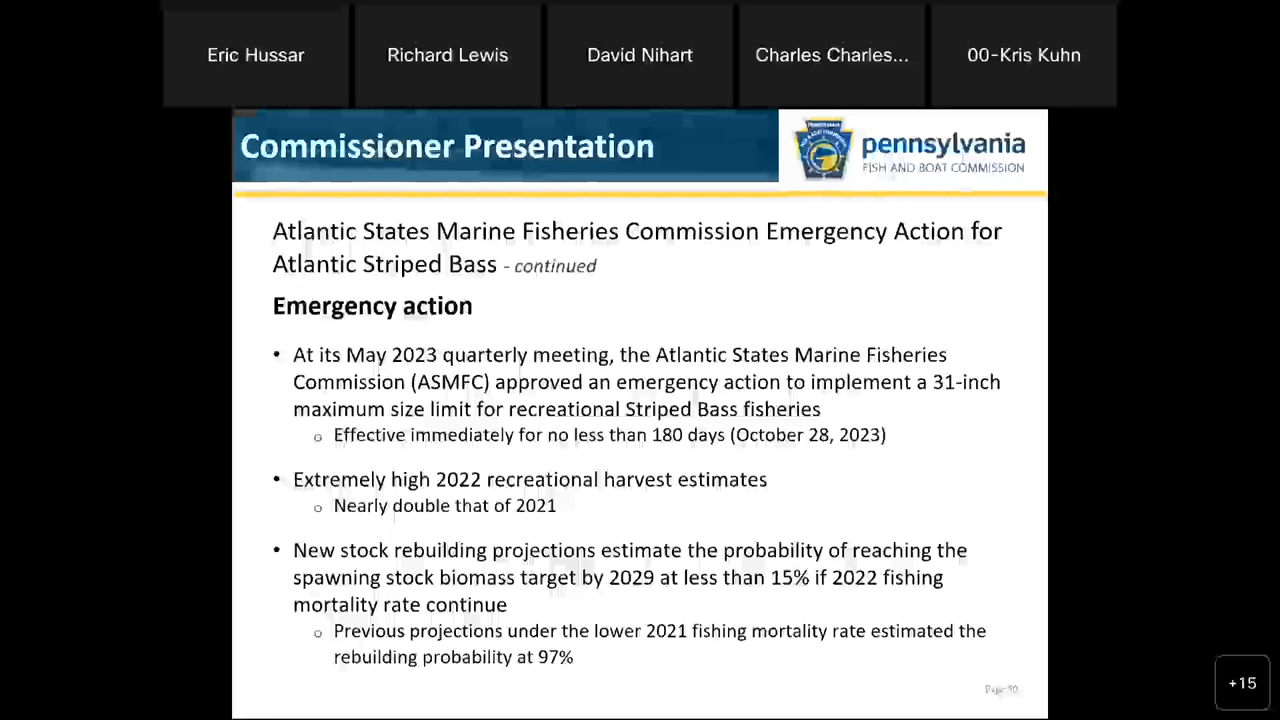 Eric Hussar
Richard Lewis
David Nihart
Charles Charles...
00-Kris Kuhn
Commissioner Presentation
pennsylvania
FISH AND BOAT COMMISSION
Atlantic States Marine Fisheries Commission Emergency Action for
Atlantic Striped Bass - continued
Emergency action
• At its May 2023 quarterly meeting, the Atlantic States Marine Fisheries
Commission (ASMFC) approved an emergency action to implement a 31-inch
maximum size limit for recreational Striped Bass fisheries
o Effective immediately for no less than 180 days (October 28, 2023)
• Extremely high 2022 recreational harvest estimates
o Nearly double that of 2021
• New stock rebuilding projections estimate the probability of reaching the
spawning stock biomass target by 2029 at less than 15% if 2022 fishing
mortality rate continue
o Previous projections under the lower 2021 fishing mortality rate estimated the
rebuilding probability at 97%
+15